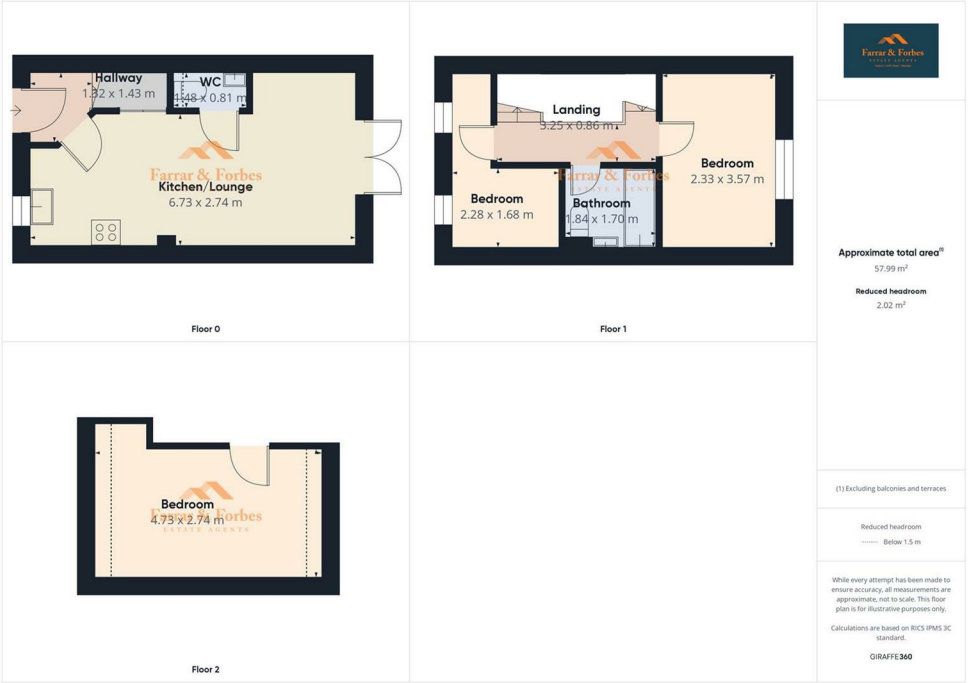 Hallway
1.32 x 1.43 m
WC
1.48 x 0.81 m
Farrar & Forbes
Kitchen/Lounge
6.73 x 2.74 m
Floor 0
Landing
3.25 x 0.86 m
Farrar & Forbes
ESTATE AGENTS
Bedroom
2.33 x 3.57 m
Bedroom
2.28 x 1.68 m
Bathroom
1.84 x 1.70 m
Floor 1
Bedroom
4.73 x 2.74 m
Farrar & Forbes
ESTATE AGENTS
Floor 2
Farrar & Forbes
ESTATE AGENTS
Approximate total area(1)
57.99 m²
Reduced headroom
2.02 m²
(1) Excluding balconies and terraces
Reduced headroom
Below 1.5 m
While every attempt has been made to
ensure accuracy, all measurements are
approximate, not to scale. This floor
plan is for illustrative purposes only.
Calculations are based on RICS IPMS 3C
standard.
GIRAFFE360